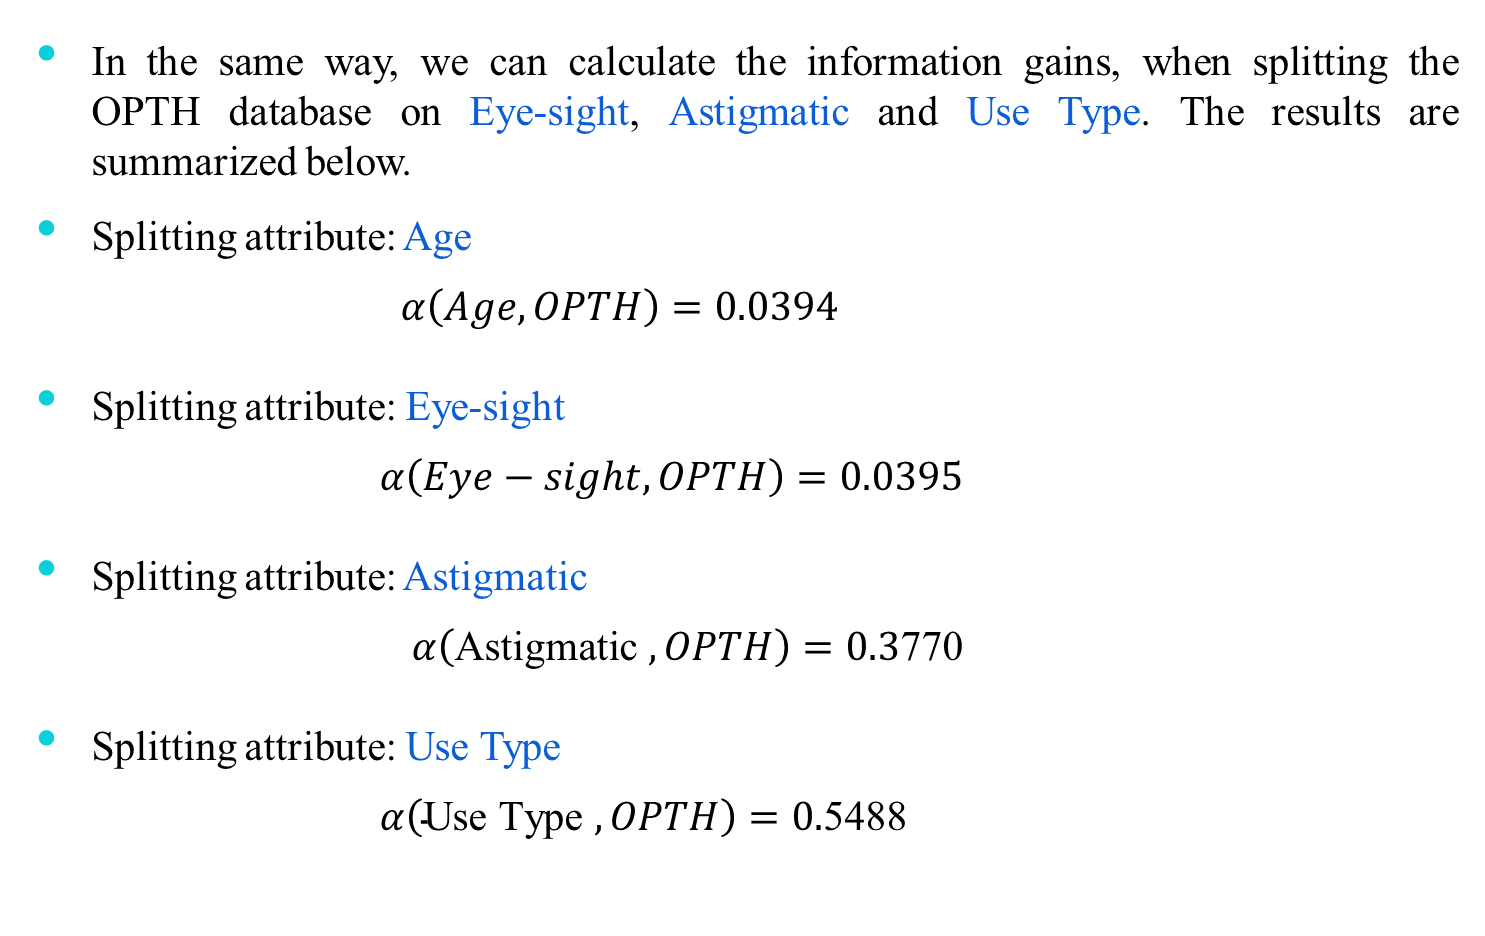 • In the same way, we can calculate the information gains, when splitting the
OPTH database on Eye-sight, Astigmatic and Use Type. The results are
summarized below.
• Splitting attribute: Age
𝛼(𝐴𝑔𝑒, 𝑂𝑃𝑇𝐻) = 0.0394
• Splitting attribute: Eye-sight
𝛼(𝐸𝑦𝑒 − 𝑠𝑖𝑔ℎ𝑡, 𝑂𝑃𝑇𝐻) = 0.0395
• Splitting attribute: Astigmatic
𝛼(Astigmatic , 𝑂𝑃𝑇𝐻) = 0.3770
• Splitting attribute: Use Type
𝛼(Use Type , 𝑂𝑃𝑇𝐻) = 0.5488